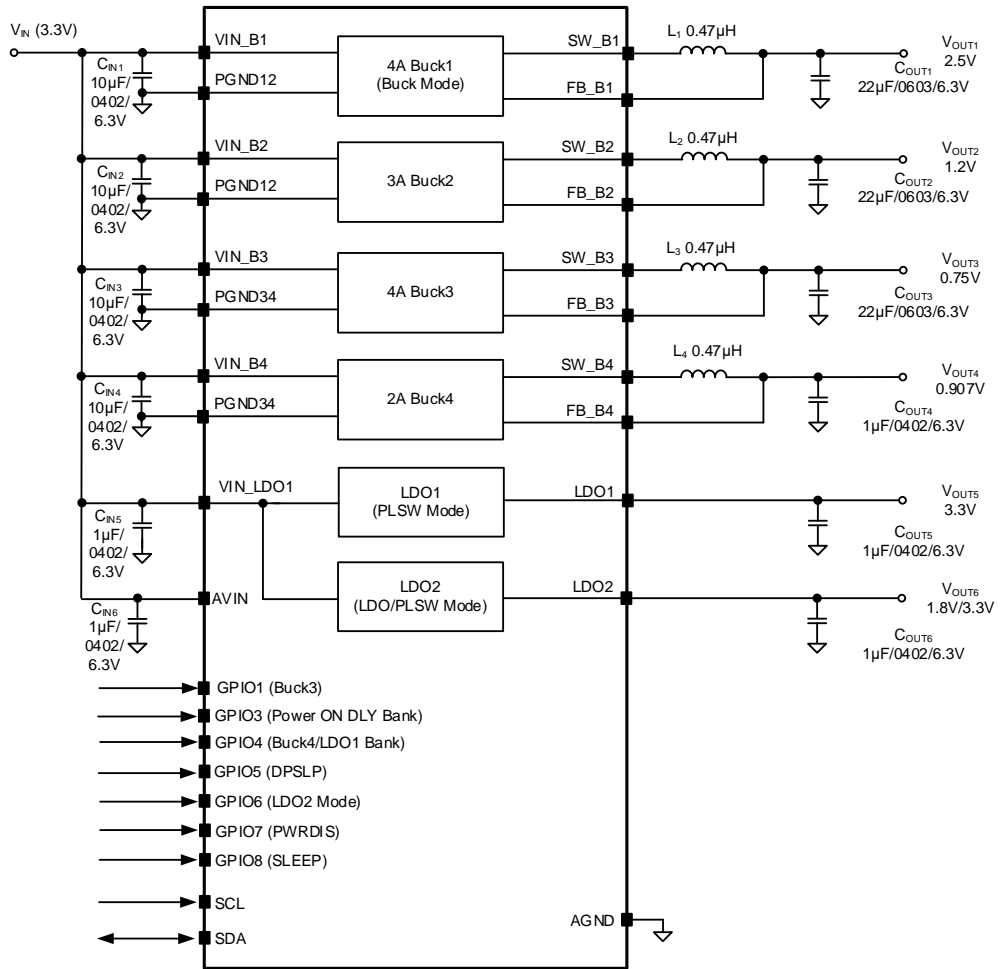 VIN (3.3V)
CIN1
10µF/
0402/
6.3V
VIN_B1
PGND12
4A Buck1
(Buck Mode)
SW_B1
FB_B1
L1 0.47µH
VOUT1
2.5V
COUT1
22µF/0603/6.3V
CIN2
10µF/
0402/
6.3V
VIN_B2
PGND12
3A Buck2
SW_B2
FB_B2
L2 0.47µH
VOUT2
1.2V
COUT2
22µF/0603/6.3V
CIN3
10µF/
0402/
6.3V
VIN_B3
PGND34
4A Buck3
SW_B3
FB_B3
L3 0.47µH
VOUT3
0.75V
COUT3
22µF/0603/6.3V
CIN4
10µF/
0402/
6.3V
VIN_B4
PGND34
2A Buck4
SW_B4
FB_B4
L4 0.47µH
VOUT4
0.907V
COUT4
1µF/0402/6.3V
CIN5
1µF/
0402/
6.3V
VIN_LDO1
LDO1
(PLSW Mode)
LDO1
VOUT5
3.3V
COUT5
1µF/0402/6.3V
CIN6
1µF/
0402/
6.3V
AVIN
LDO2
(LDO/PLSW Mode)
LDO2
VOUT6
1.8V/3.3V
COUT6
1µF/0402/6.3V
GPIO1 (Buck3)
GPIO3 (Power ON DLY Bank)
GPIO4 (Buck4/LDO1 Bank)
GPIO5 (DPSLP)
GPIO6 (LDO2 Mode)
GPIO7 (PWRDIS)
GPIO8 (SLEEP)
SCL
SDA
AGND